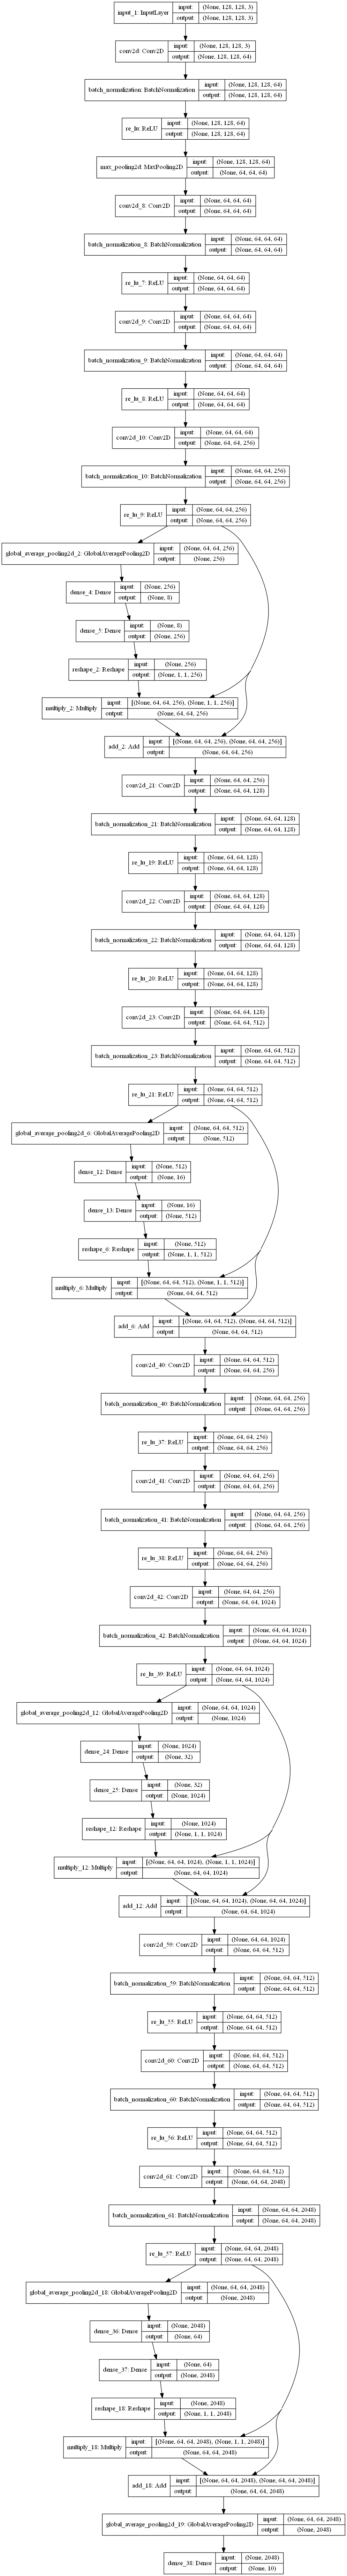 input_1: InputLayer input: (None, 128, 128, 3)
output: (None, 128, 128, 3)
conv2d: Conv2D input: (None, 128, 128, 3)
output: (None, 128, 128, 64)
batch_normalization: BatchNormalization input: (None, 128, 128, 64)
output: (None, 128, 128, 64)
re_lu: ReLU input: (None, 128, 128, 64)
output: (None, 128, 128, 64)
max_pooling2d: MaxPooling2D input: (None, 128, 128, 64)
output: (None, 64, 64, 64)
conv2d_8: Conv2D input: (None, 64, 64, 64)
output: (None, 64, 64, 64)
batch_normalization_8: BatchNormalization input: (None, 64, 64, 64)
output: (None, 64, 64, 64)
re_lu_7: ReLU input: (None, 64, 64, 64)
output: (None, 64, 64, 64)
conv2d_9: Conv2D input: (None, 64, 64, 64)
output: (None, 64, 64, 64)
batch_normalization_9: BatchNormalization input: (None, 64, 64, 64)
output: (None, 64, 64, 64)
re_lu_8: ReLU input: (None, 64, 64, 64)
output: (None, 64, 64, 64)
conv2d_10: Conv2D input: (None, 64, 64, 64)
output: (None, 64, 64, 256)
batch_normalization_10: BatchNormalization input: (None, 64, 64, 256)
output: (None, 64, 64, 256)
re_lu_9: ReLU input: (None, 64, 64, 256)
output: (None, 64, 64, 256)
global_average_pooling2d_2: GlobalAveragePooling2D input: (None, 64, 64, 256)
output: (None, 256)
dense_4: Dense input: (None, 256)
output: (None, 8)
dense_5: Dense input: (None, 8)
output: (None, 256)
reshape_2: Reshape input: (None, 256)
output: (None, 1, 1, 256)
multiply_2: Multiply input: [(None, 64, 64, 256), (None, 1, 1, 256)]
output: (None, 64, 64, 256)
add_2: Add input: [(None, 64, 64, 256), (None, 64, 64, 256)]
output: (None, 64, 64, 256)
conv2d_21: Conv2D input: (None, 64, 64, 256)
output: (None, 64, 64, 128)
batch_normalization_21: BatchNormalization input: (None, 64, 64, 128)
output: (None, 64, 64, 128)
re_lu_19: ReLU input: (None, 64, 64, 128)
output: (None, 64, 64, 128)
conv2d_22: Conv2D input: (None, 64, 64, 128)
output: (None, 64, 64, 128)
batch_normalization_22: BatchNormalization input: (None, 64, 64, 128)
output: (None, 64, 64, 128)
re_lu_20: ReLU input: (None, 64, 64, 128)
output: (None, 64, 64, 128)
conv2d_23: Conv2D input: (None, 64, 64, 128)
output: (None, 64, 64, 512)
batch_normalization_23: BatchNormalization input: (None, 64, 64, 512)
output: (None, 64, 64, 512)
re_lu_21: ReLU input: (None, 64, 64, 512)
output: (None, 64, 64, 512)
global_average_pooling2d_6: GlobalAveragePooling2D input: (None, 64, 64, 512)
output: (None, 512)
dense_12: Dense input: (None, 512)
output: (None, 16)
dense_13: Dense input: (None, 16)
output: (None, 512)
reshape_6: Reshape input: (None, 512)
output: (None, 1, 1, 512)
multiply_6: Multiply input: [(None, 64, 64, 512), (None, 1, 1, 512)]
output: (None, 64, 64, 512)
add_6: Add input: [(None, 64, 64, 512), (None, 64, 64, 512)]
output: (None, 64, 64, 512)
conv2d_40: Conv2D input: (None, 64, 64, 512)
output: (None, 64, 64, 256)
batch_normalization_40: BatchNormalization input: (None, 64, 64, 256)
output: (None, 64, 64, 256)
re_lu_37: ReLU input: (None, 64, 64, 256)
output: (None, 64, 64, 256)
conv2d_41: Conv2D input: (None, 64, 64, 256)
output: (None, 64, 64, 256)
batch_normalization_41: BatchNormalization input: (None, 64, 64, 256)
output: (None, 64, 64, 256)
re_lu_38: ReLU input: (None, 64, 64, 256)
output: (None, 64, 64, 256)
conv2d_42: Conv2D input: (None, 64, 64, 256)
output: (None, 64, 64, 1024)
batch_normalization_42: BatchNormalization input: (None, 64, 64, 1024)
output: (None, 64, 64, 1024)
re_lu_39: ReLU input: (None, 64, 64, 1024)
output: (None, 64, 64, 1024)
global_average_pooling2d_12: GlobalAveragePooling2D input: (None, 64, 64, 1024)
output: (None, 1024)
dense_24: Dense input: (None, 1024)
output: (None, 32)
dense_25: Dense input: (None, 32)
output: (None, 1024)
reshape_12: Reshape input: (None, 1024)
output: (None, 1, 1, 1024)
multiply_12: Multiply input: [(None, 64, 64, 1024), (None, 1, 1, 1024)]
output: (None, 64, 64, 1024)
add_12: Add input: [(None, 64, 64, 1024), (None, 64, 64, 1024)]
output: (None, 64, 64, 1024)
conv2d_59: Conv2D input: (None, 64, 64, 1024)
output: (None, 64, 64, 512)
batch_normalization_59: BatchNormalization input: (None, 64, 64, 512)
output: (None, 64, 64, 512)
re_lu_55: ReLU input: (None, 64, 64, 512)
output: (None, 64, 64, 512)
conv2d_60: Conv2D input: (None, 64, 64, 512)
output: (None, 64, 64, 512)
batch_normalization_60: BatchNormalization input: (None, 64, 64, 512)
output: (None, 64, 64, 512)
re_lu_56: ReLU input: (None, 64, 64, 512)
output: (None, 64, 64, 512)
conv2d_61: Conv2D input: (None, 64, 64, 512)
output: (None, 64, 64, 2048)
batch_normalization_61: BatchNormalization input: (None, 64, 64, 2048)
output: (None, 64, 64, 2048)
re_lu_57: ReLU input: (None, 64, 64, 2048)
output: (None, 64, 64, 2048)
global_average_pooling2d_18: GlobalAveragePooling2D input: (None, 64, 64, 2048)
output: (None, 2048)
dense_36: Dense input: (None, 2048)
output: (None, 64)
dense_37: Dense input: (None, 64)
output: (None, 2048)
reshape_18: Reshape input: (None, 2048)
output: (None, 1, 1, 2048)
multiply_18: Multiply input: [(None, 64, 64, 2048), (None, 1, 1, 2048)]
output: (None, 64, 64, 2048)
add_18: Add input: [(None, 64, 64, 2048), (None, 64, 64, 2048)]
output: (None, 64, 64, 2048)
global_average_pooling2d_19: GlobalAveragePooling2D input: (None, 64, 64, 2048)
output: (None, 2048)
dense_38: Dense input: (None, 2048)
output: (None, 10)